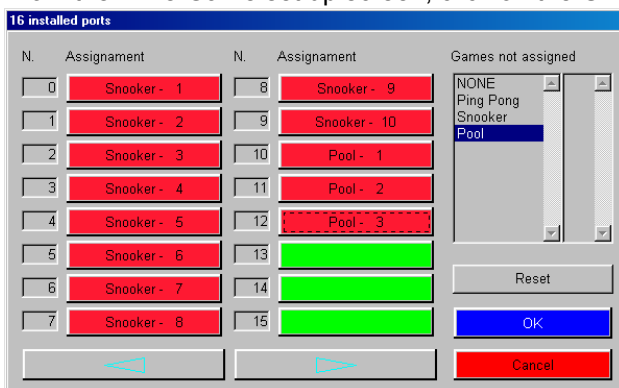 16 installed ports
N. Assignament N. Assignament Games not assigned
0 Snooker - 1 8 Snooker - 9 NONE
Ping Pong
1 Snooker - 2 9 Snooker - 10 Snooker
Pool
2 Snooker - 3 10 Pool - 1
3 Snooker - 4 11 Pool - 2
4 Snooker - 5 12 Pool - 3
5 Snooker - 6 13
6 Snooker - 7 14 Reset
7 Snooker - 8 15 OK
Cancel